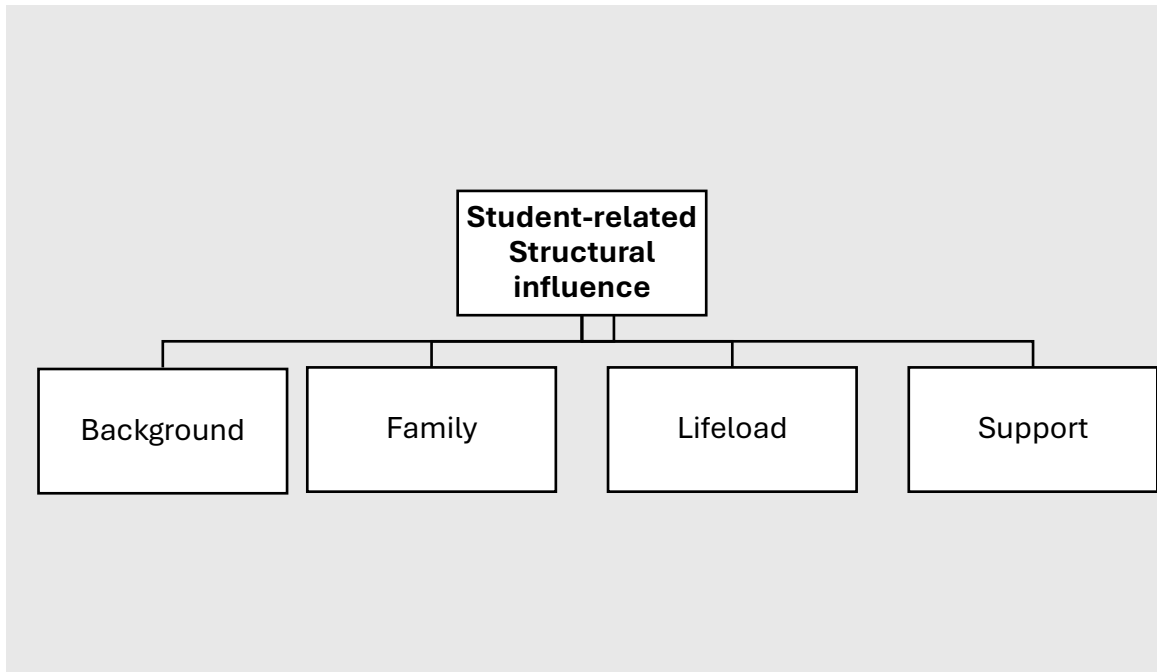 Student-related
Structural
influence
Background
Family
Lifeload
Support